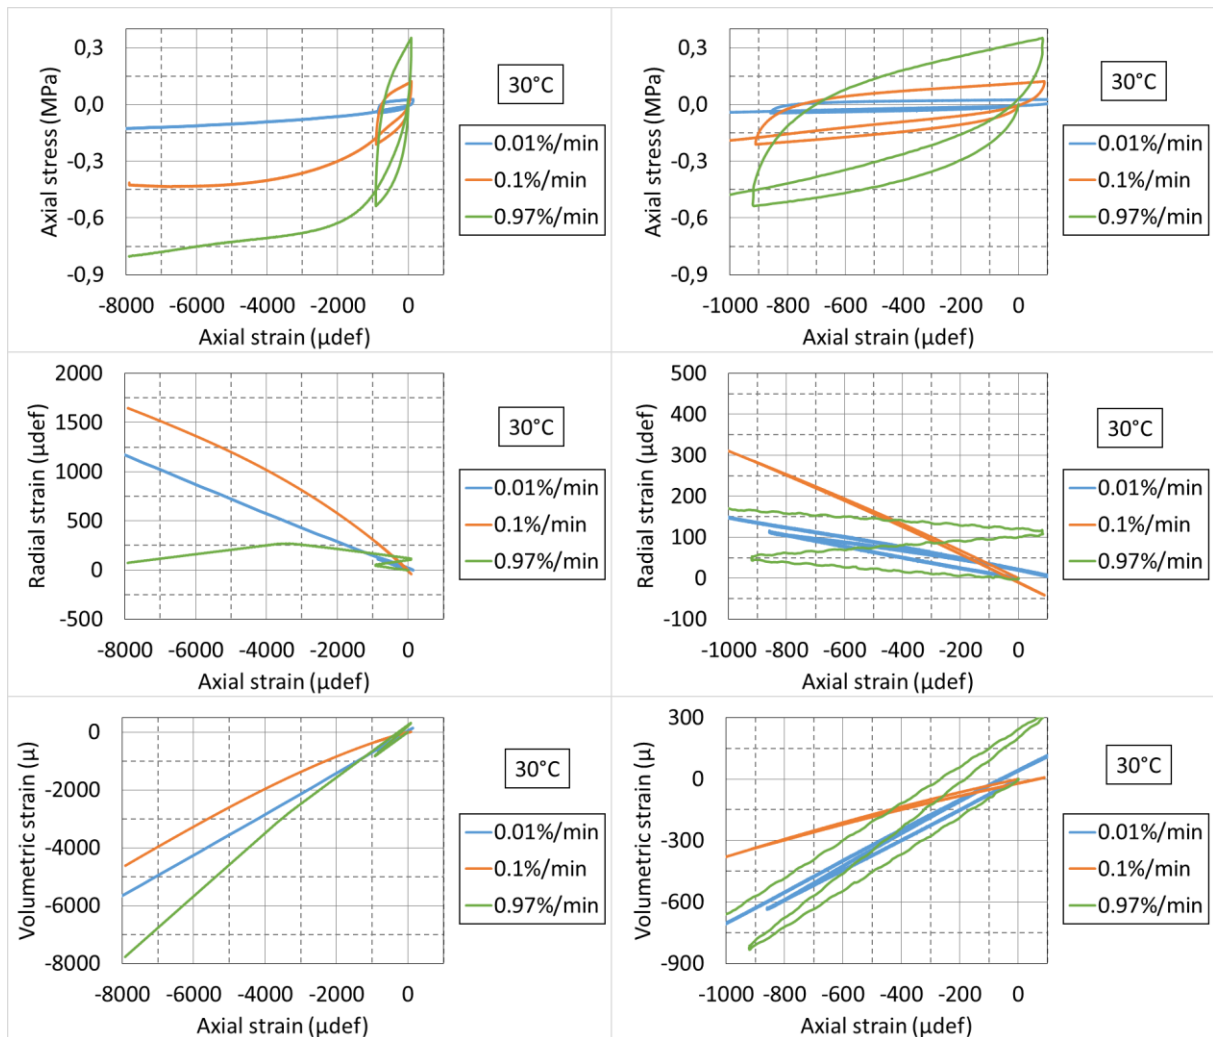 0,3
0,0
-0,3
-0,6
-0,9
Axial stress (MPa)
-8000 -6000 -4000 -2000 0
Axial strain (µdef)
30°C
0.01%/min
0.1%/min
0.97%/min
0,3
0,0
-0,3
-0,6
-0,9
Axial stress (MPa)
-1000 -800 -600 -400 -200 0
Axial strain (µdef)
30°C
0.01%/min
0.1%/min
0.97%/min
2000
1500
1000
500
0
-500
Radial strain (µdef)
-8000 -6000 -4000 -2000 0
Axial strain (µdef)
30°C
0.01%/min
0.1%/min
0.97%/min
500
400
300
200
100
0
-100
Radial strain (µdef)
-1000 -800 -600 -400 -200 0
Axial strain (µdef)
30°C
0.01%/min
0.1%/min
0.97%/min
0
-2000
-4000
-6000
-8000
Volumetric strain (µ)
-8000 -6000 -4000 -2000 0
Axial strain (µdef)
30°C
0.01%/min
0.1%/min
0.97%/min
300
0
-300
-600
-900
Volumetric strain (µ)
-1000 -800 -600 -400 -200 0
Axial strain (µdef)
30°C
0.01%/min
0.1%/min
0.97%/min